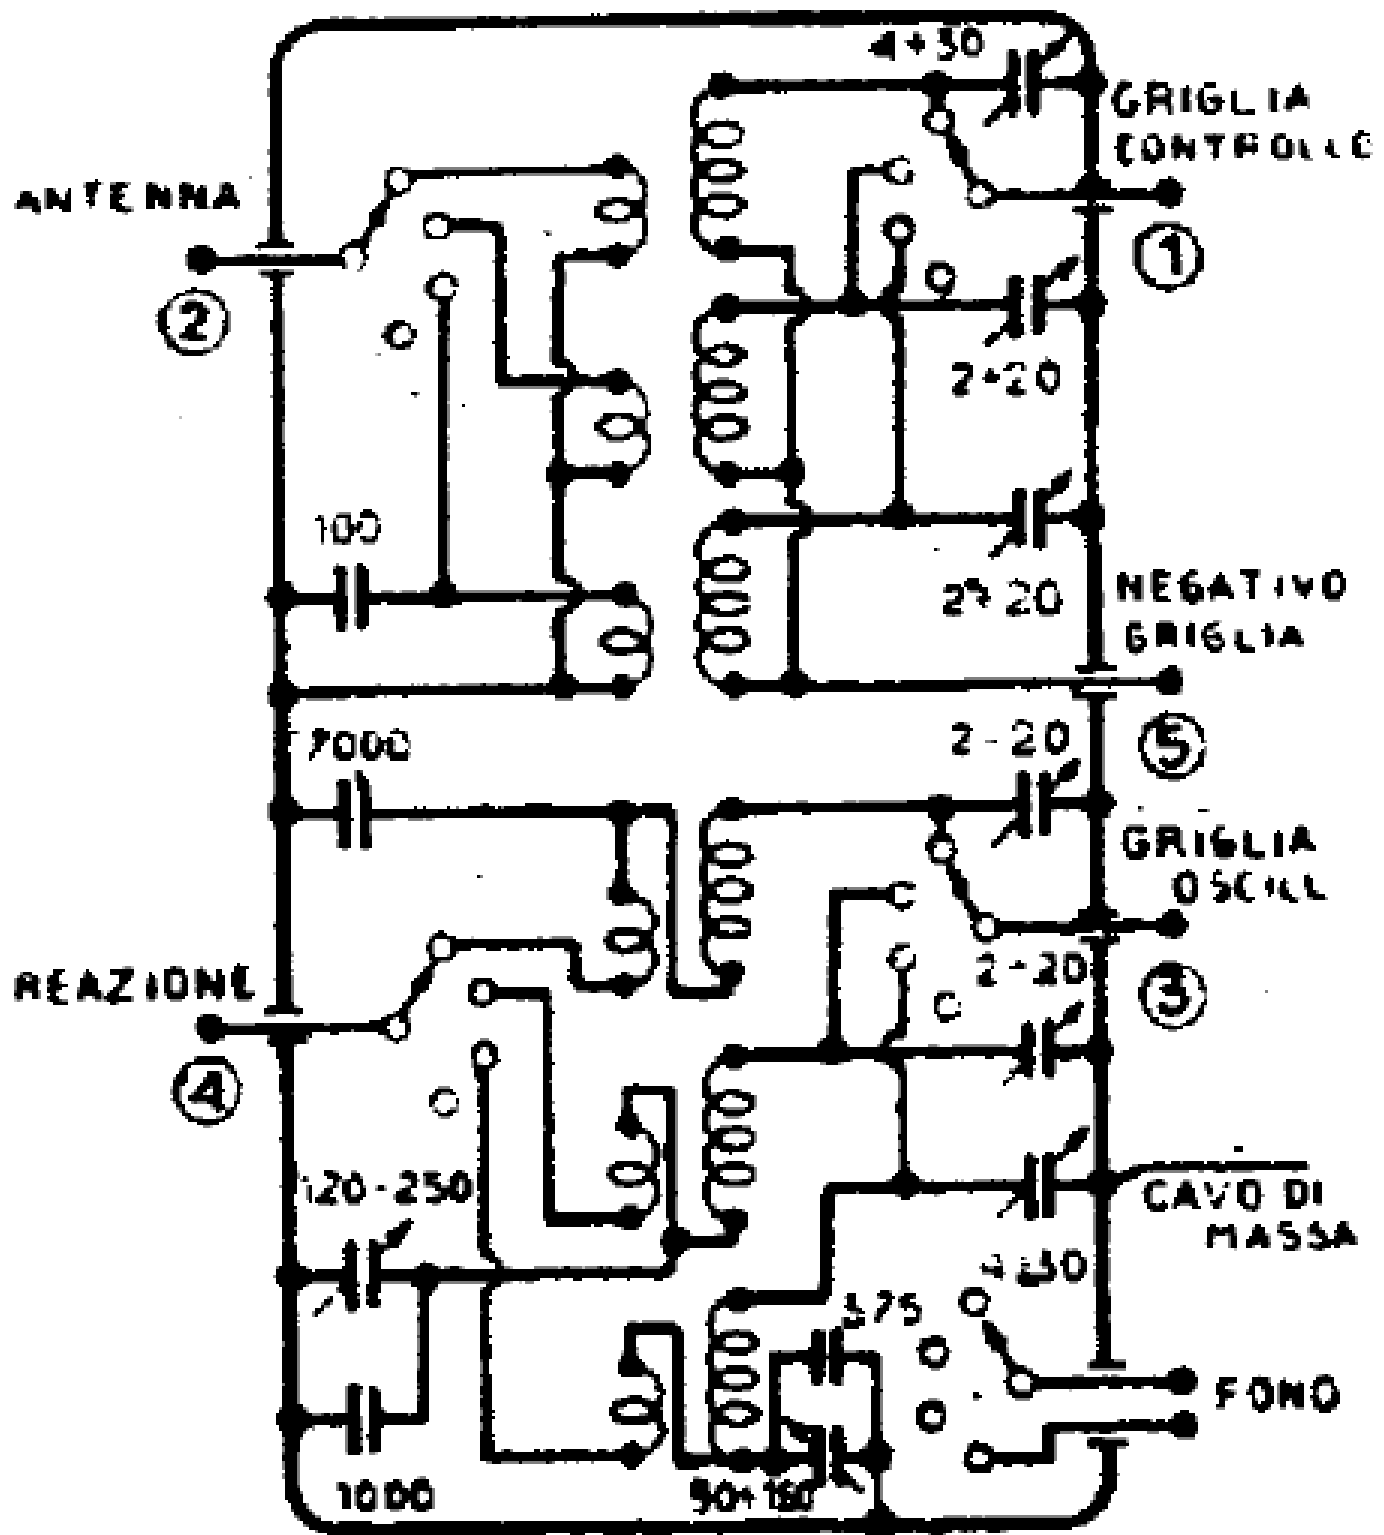 4+30
GRIGLIA
CONTROLLO
ANTENNA
1
2
2+20
100
2+20
NEGATIVO
GRIGLIA
5
7000
2-20
GRIGLIA
OSCILL
2+20
3
REAZIONE
4
120-250
CAVO DI
MASSA
4+30
375
FONO
1000
90+180